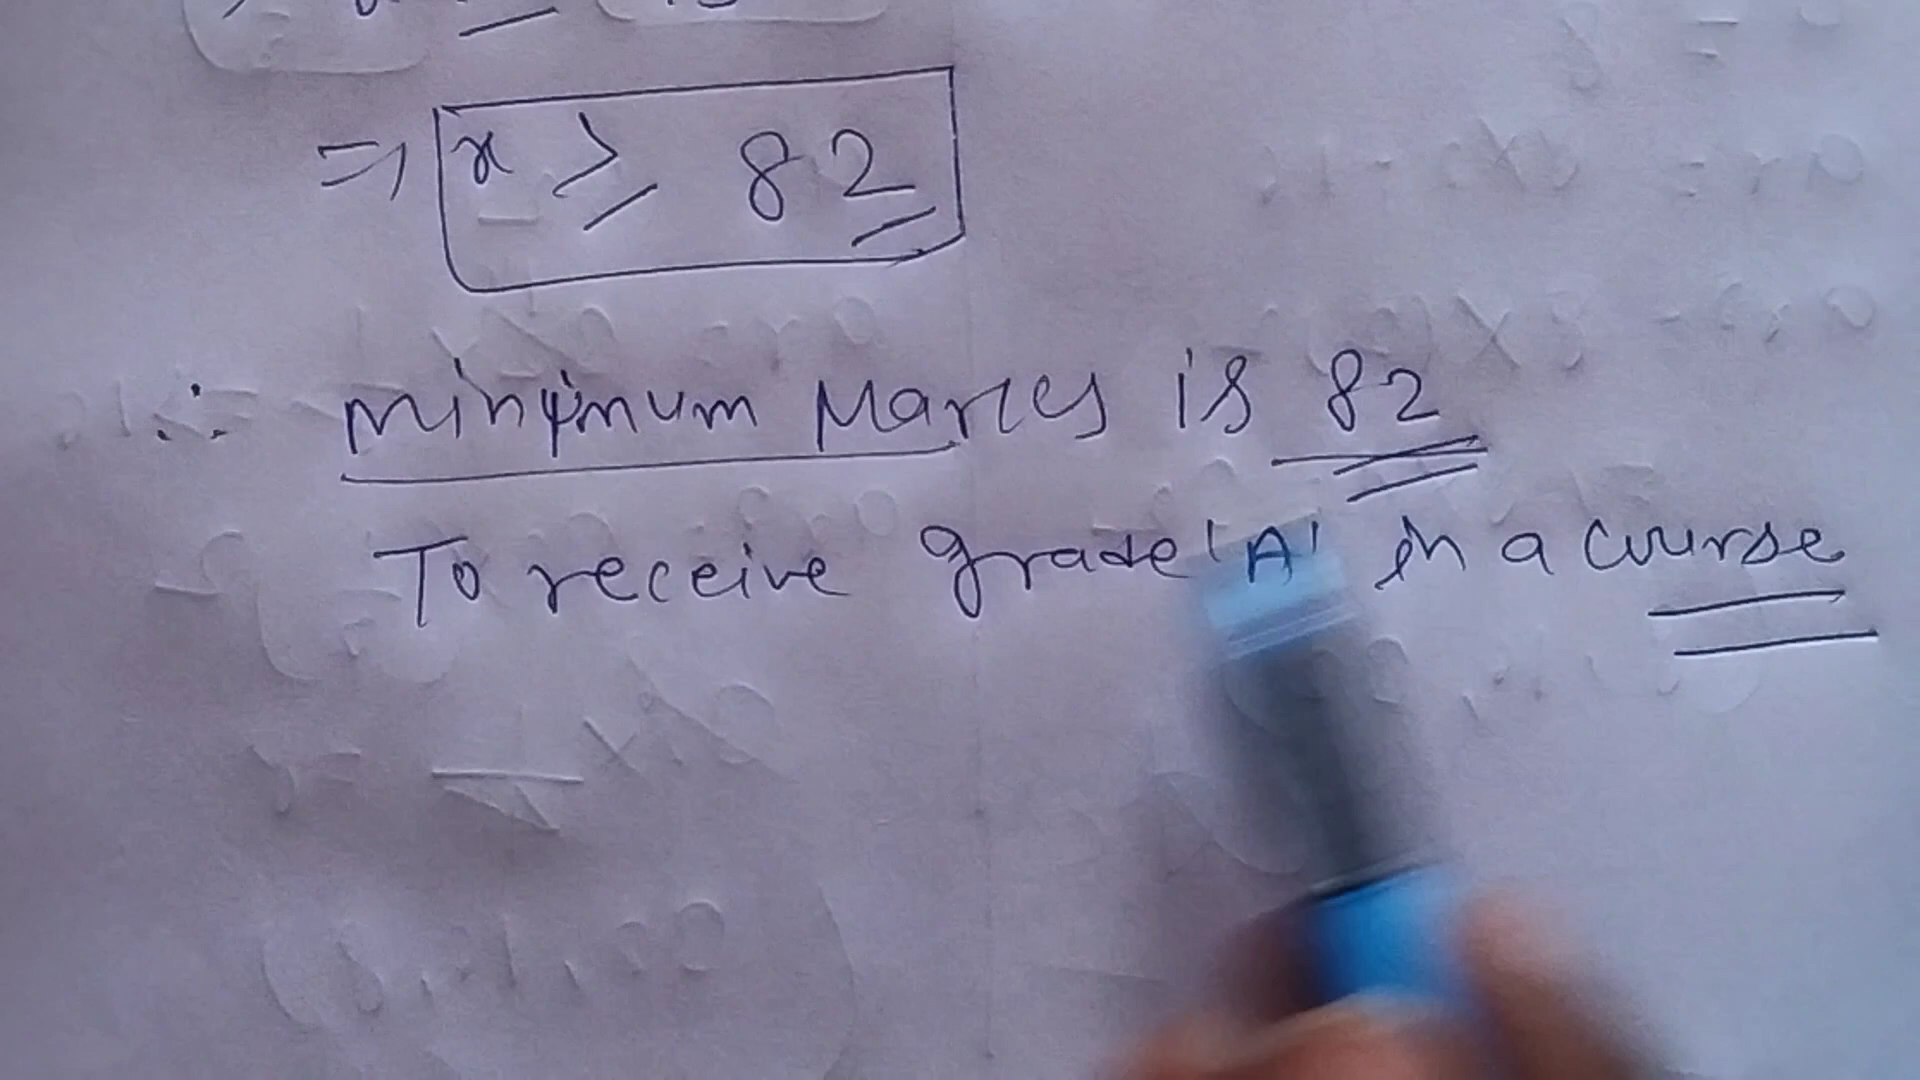 ⇒ x ≥ 82
∴ minimum Marks is 82
To receive grade 'A' in a course